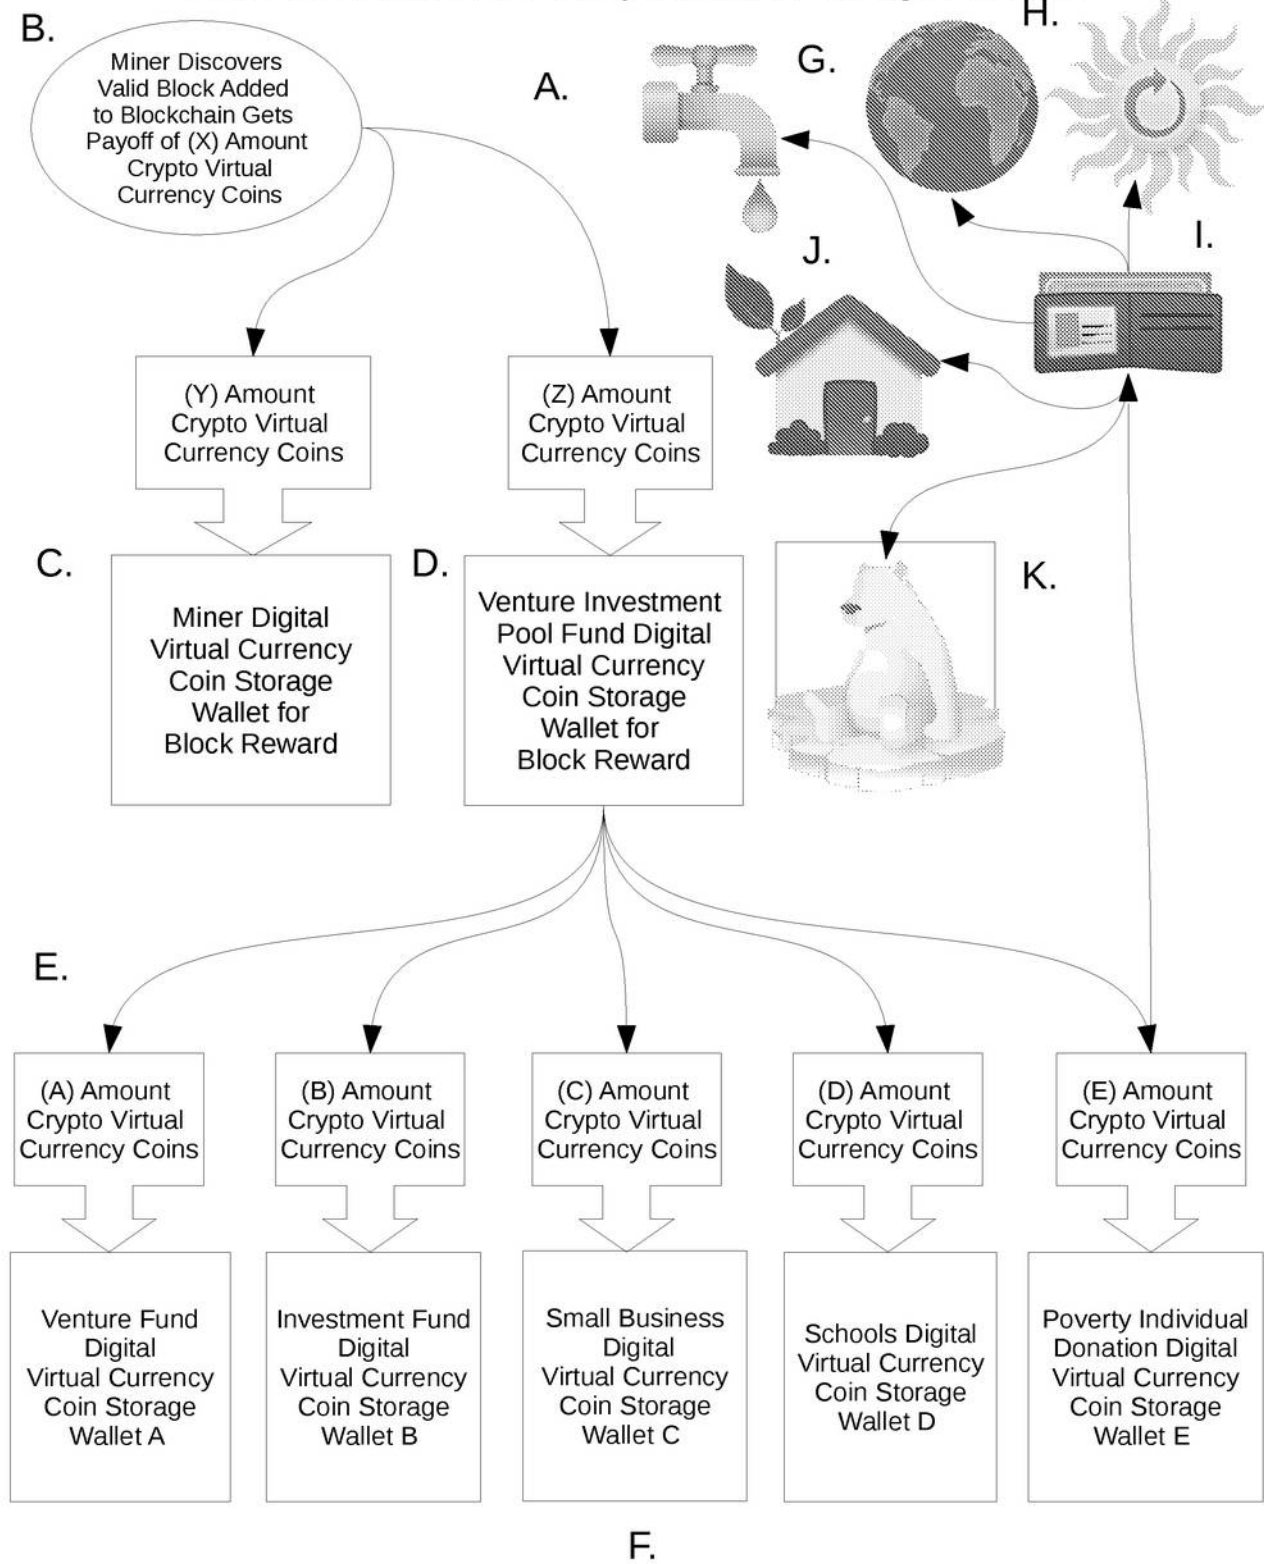 B.
Miner Discovers
Valid Block Added
to Blockchain Gets
Payoff of (X) Amount
Crypto Virtual
Currency Coins
A.
G.
H.
I.
J.
(Y) Amount
Crypto Virtual
Currency Coins
(Z) Amount
Crypto Virtual
Currency Coins
C.
Miner Digital
Virtual Currency
Coin Storage
Wallet for
Block Reward
D.
Venture Investment
Pool Fund Digital
Virtual Currency
Coin Storage
Wallet for
Block Reward
K.
E.
(A) Amount
Crypto Virtual
Currency Coins
(B) Amount
Crypto Virtual
Currency Coins
(C) Amount
Crypto Virtual
Currency Coins
(D) Amount
Crypto Virtual
Currency Coins
(E) Amount
Crypto Virtual
Currency Coins
Venture Fund
Digital
Virtual Currency
Coin Storage
Wallet A
Investment Fund
Digital
Virtual Currency
Coin Storage
Wallet B
Small Business
Digital
Virtual Currency
Coin Storage
Wallet C
Schools Digital
Virtual Currency
Coin Storage
Wallet D
Poverty Individual
Donation Digital
Virtual Currency
Coin Storage
Wallet E
F.